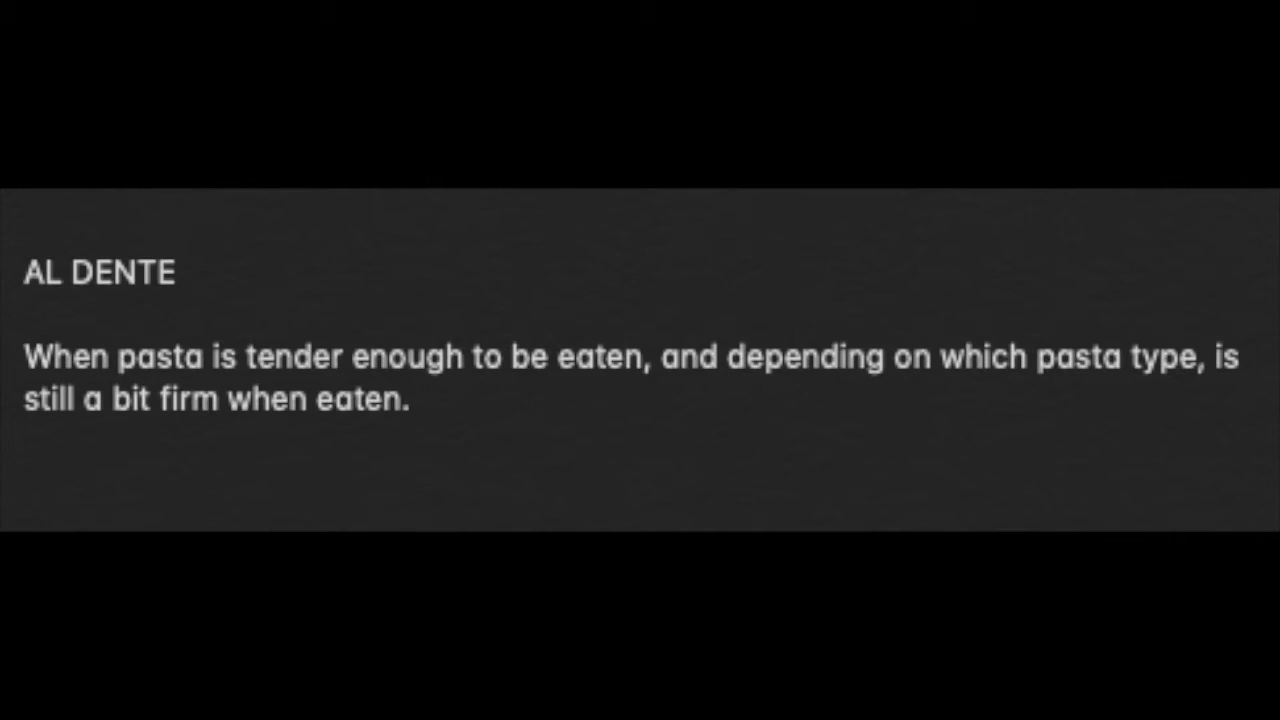 AL DENTE
When pasta is tender enough to be eaten, and depending on which pasta type, is
still a bit firm when eaten.